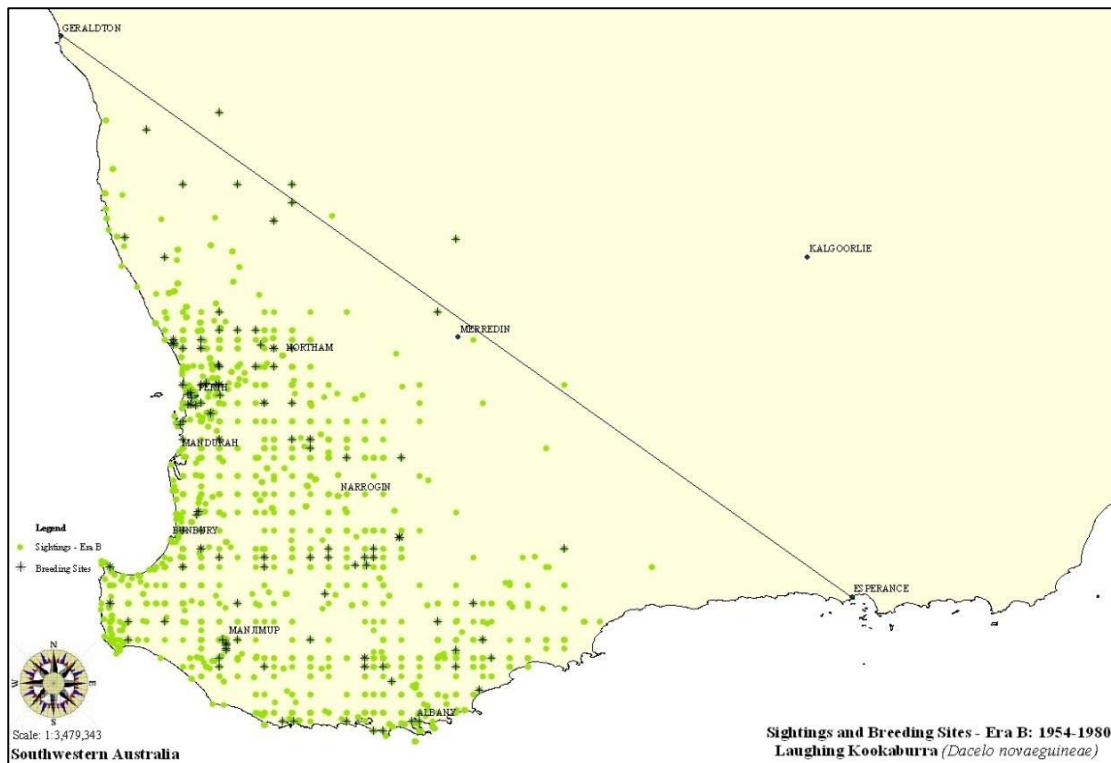 GERALDTON
KALGOORLIE
MERREDIN
NORTHAM
PERTH
MANDURAH
NARROGIN
Legend
BUNBURY
Sightings - Era B
Breeding Sites
ESPERANCE
MANJIMUP
N
W
E
S
ALBANY
Scale: 1:3,479,343
Southwestern Australia
Sightings and Breeding Sites - Era B: 1954-1980
Laughing Kookaburra (Dacelo novaeguineae)